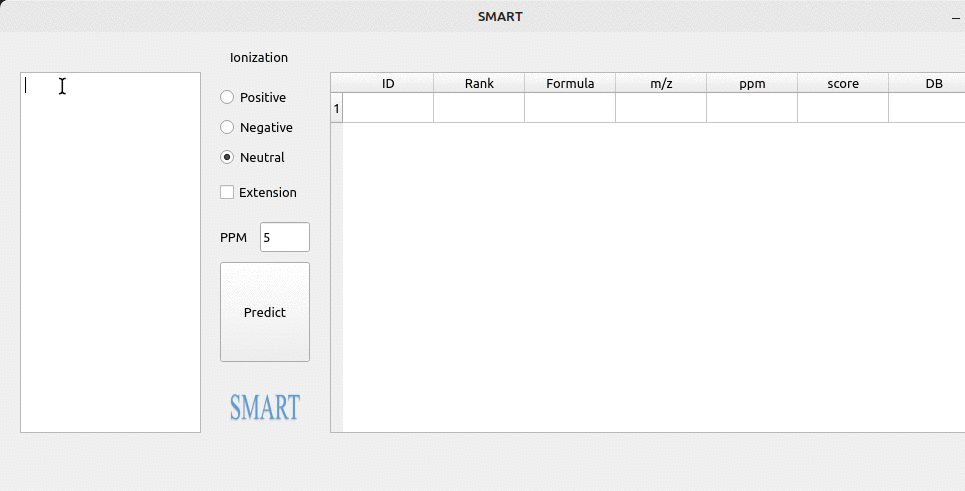 SMART
Ionization
Positive
Negative
Neutral
Extension
PPM 5
Predict
SMART
ID Rank Formula m/z ppm score DB
1